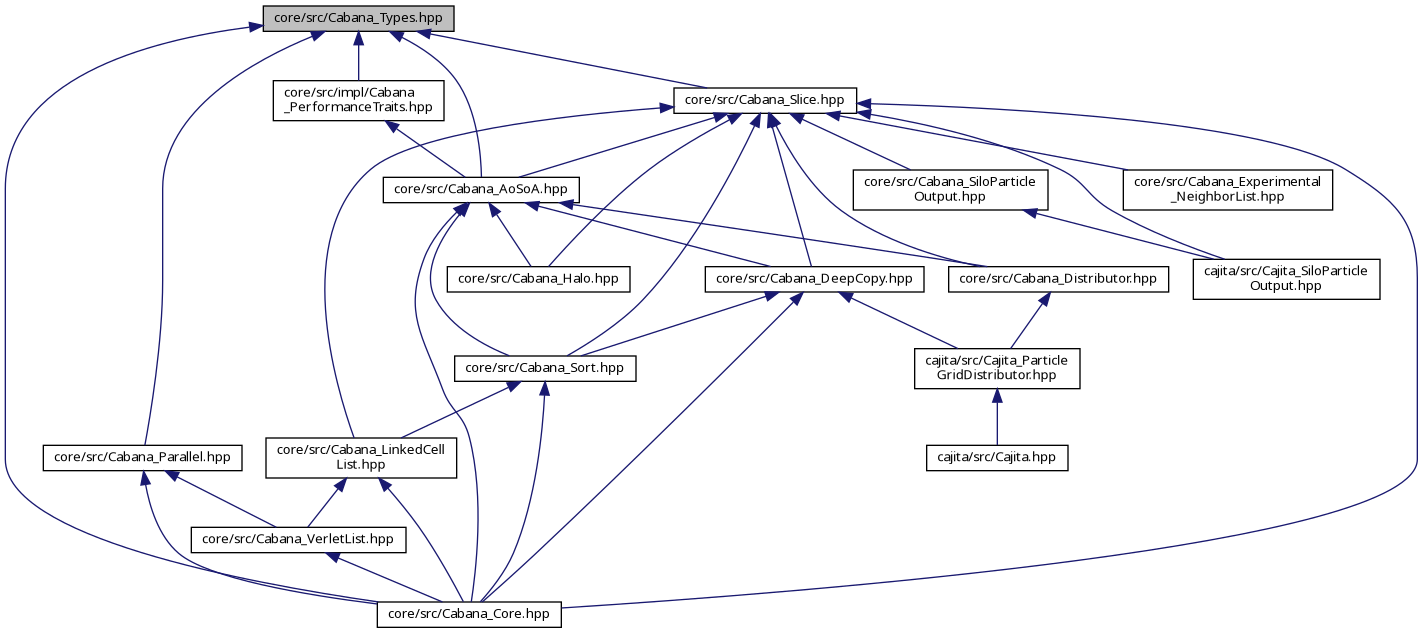 core/src/Cabana_Types.hpp
core/src/impl/Cabana
_PerformanceTraits.hpp
core/src/Cabana_Slice.hpp
core/src/Cabana_AoSoA.hpp
core/src/Cabana_SiloParticle
Output.hpp
core/src/Cabana_Experimental
_NeighborList.hpp
core/src/Cabana_Halo.hpp
core/src/Cabana_DeepCopy.hpp
core/src/Cabana_Distributor.hpp
cajita/src/Cajita_SiloParticle
Output.hpp
core/src/Cabana_Sort.hpp
cajita/src/Cajita_Particle
GridDistributor.hpp
core/src/Cabana_Parallel.hpp
core/src/Cabana_LinkedCell
List.hpp
cajita/src/Cajita.hpp
core/src/Cabana_VerletList.hpp
core/src/Cabana_Core.hpp